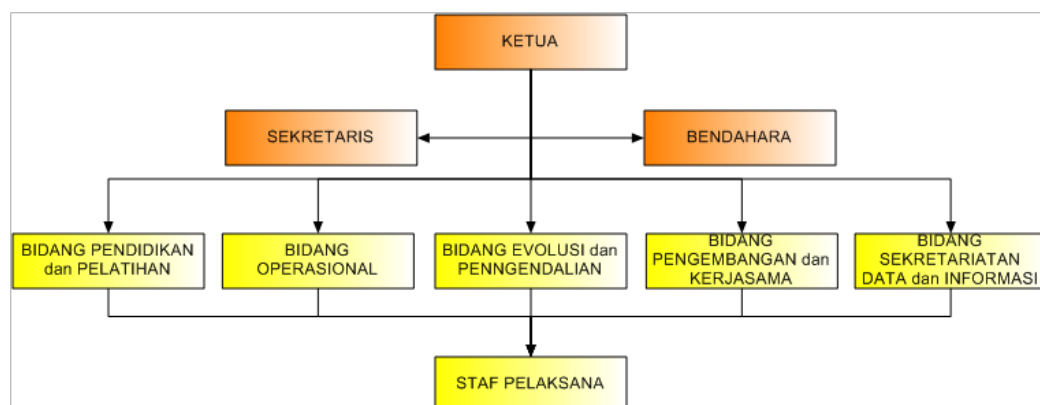 KETUA
SEKRETARIS
BENDAHARA
BIDANG PENDIDIKAN
dan PELATIHAN
BIDANG
OPERASIONAL
BIDANG EVOLUSI dan
PENNGENDALIAN
BIDANG
PENGEMBANGAN dan
KERJASAMA
BIDANG
SEKRETARIATAN
DATA dan INFORMASI
STAF PELAKSANA